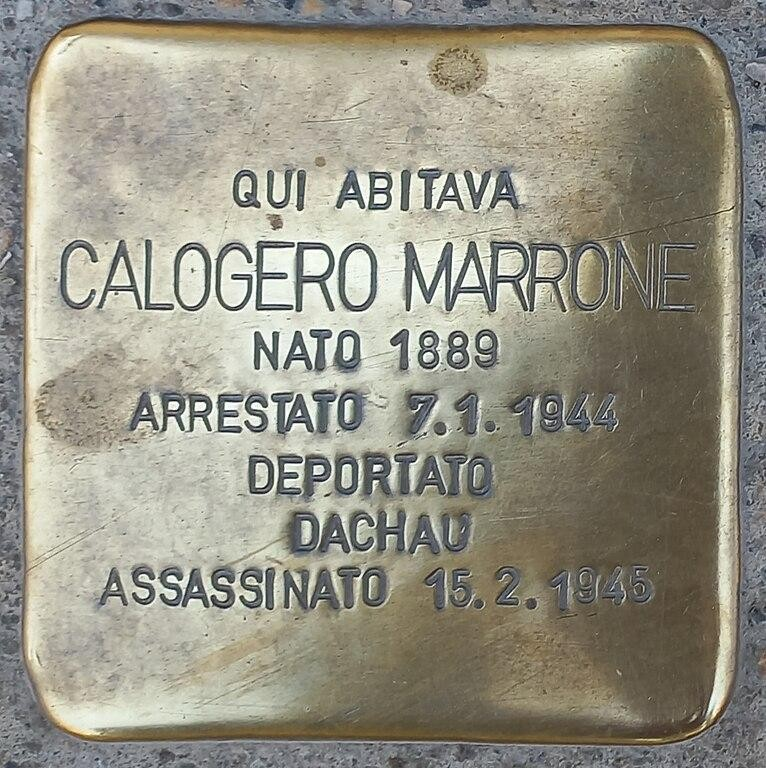 QUI ABITAVA
CALOGERO MARRONE
NATO 1889
ARRESTATO 7.1.1944
DEPORTATO
DACHAU
ASSASSINATO 15.2.1945